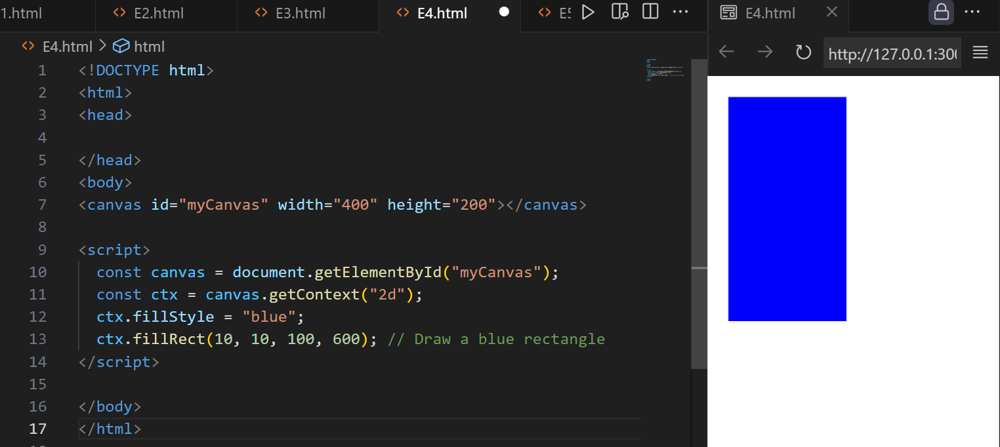 1.html E2.html E3.html E4.html E5 E4.html
E4.html > html
http://127.0.0.1:300
1 <!DOCTYPE html>
2 <html>
3 <head>
4
5 </head>
6 <body>
7 <canvas id="myCanvas" width="400" height="200"></canvas>
8
9 <script>
10 const canvas = document.getElementById("myCanvas");
11 const ctx = canvas.getContext("2d");
12 ctx.fillStyle = "blue";
13 ctx.fillRect(10, 10, 100, 600); // Draw a blue rectangle
14 </script>
15
16 </body>
17 </html>